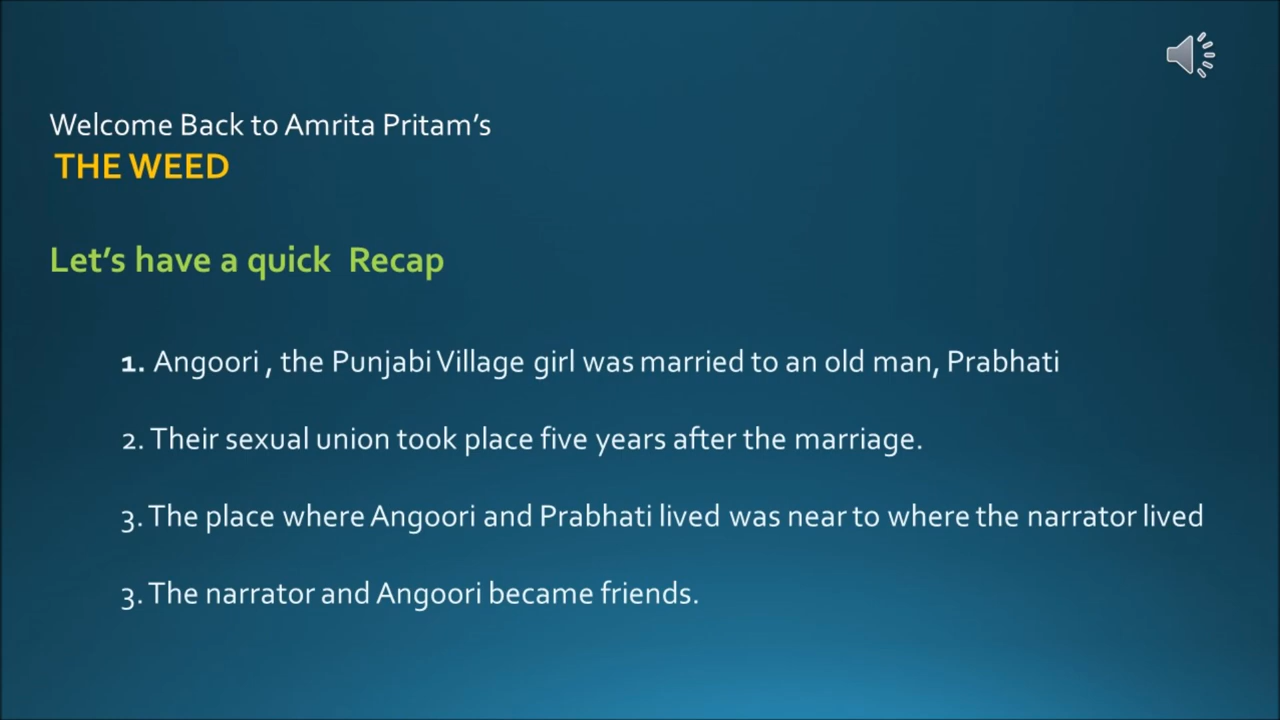 Welcome Back to Amrita Pritam's
THE WEED
Let's have a quick Recap
1. Angoori , the Punjabi Village girl was married to an old man, Prabhati
2. Their sexual union took place five years after the marriage.
3. The place where Angoori and Prabhati lived was near to where the narrator lived
3. The narrator and Angoori became friends.